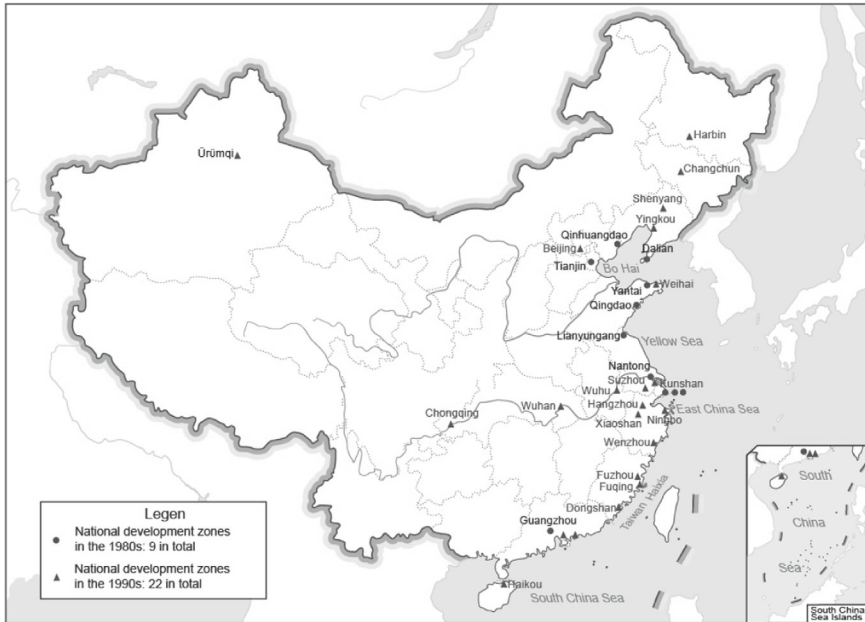 Harbin
Ürümqi
Changchun
Shenyang
Yingkou
Qinhuangdao
Beijing
Dalian
Tianjin
Bo Hai
Yantai
Weihai
Qingdao
Lianyungang
Yellow Sea
Nantong
Suzhou
Kunshan
Wuhu
Wuhan
Hangzhou
East China Sea
Chongqing
Xiaoshan
Ningbo
Wenzhou
Fuzhou
Fuqing
Taiwan Haixia
Dongshan
Guangzhou
Haikou
South China Sea
Legen
National development zones
in the 1980s: 9 in total
National development zones
in the 1990s: 22 in total
South
China
Sea
South China
Sea Islands